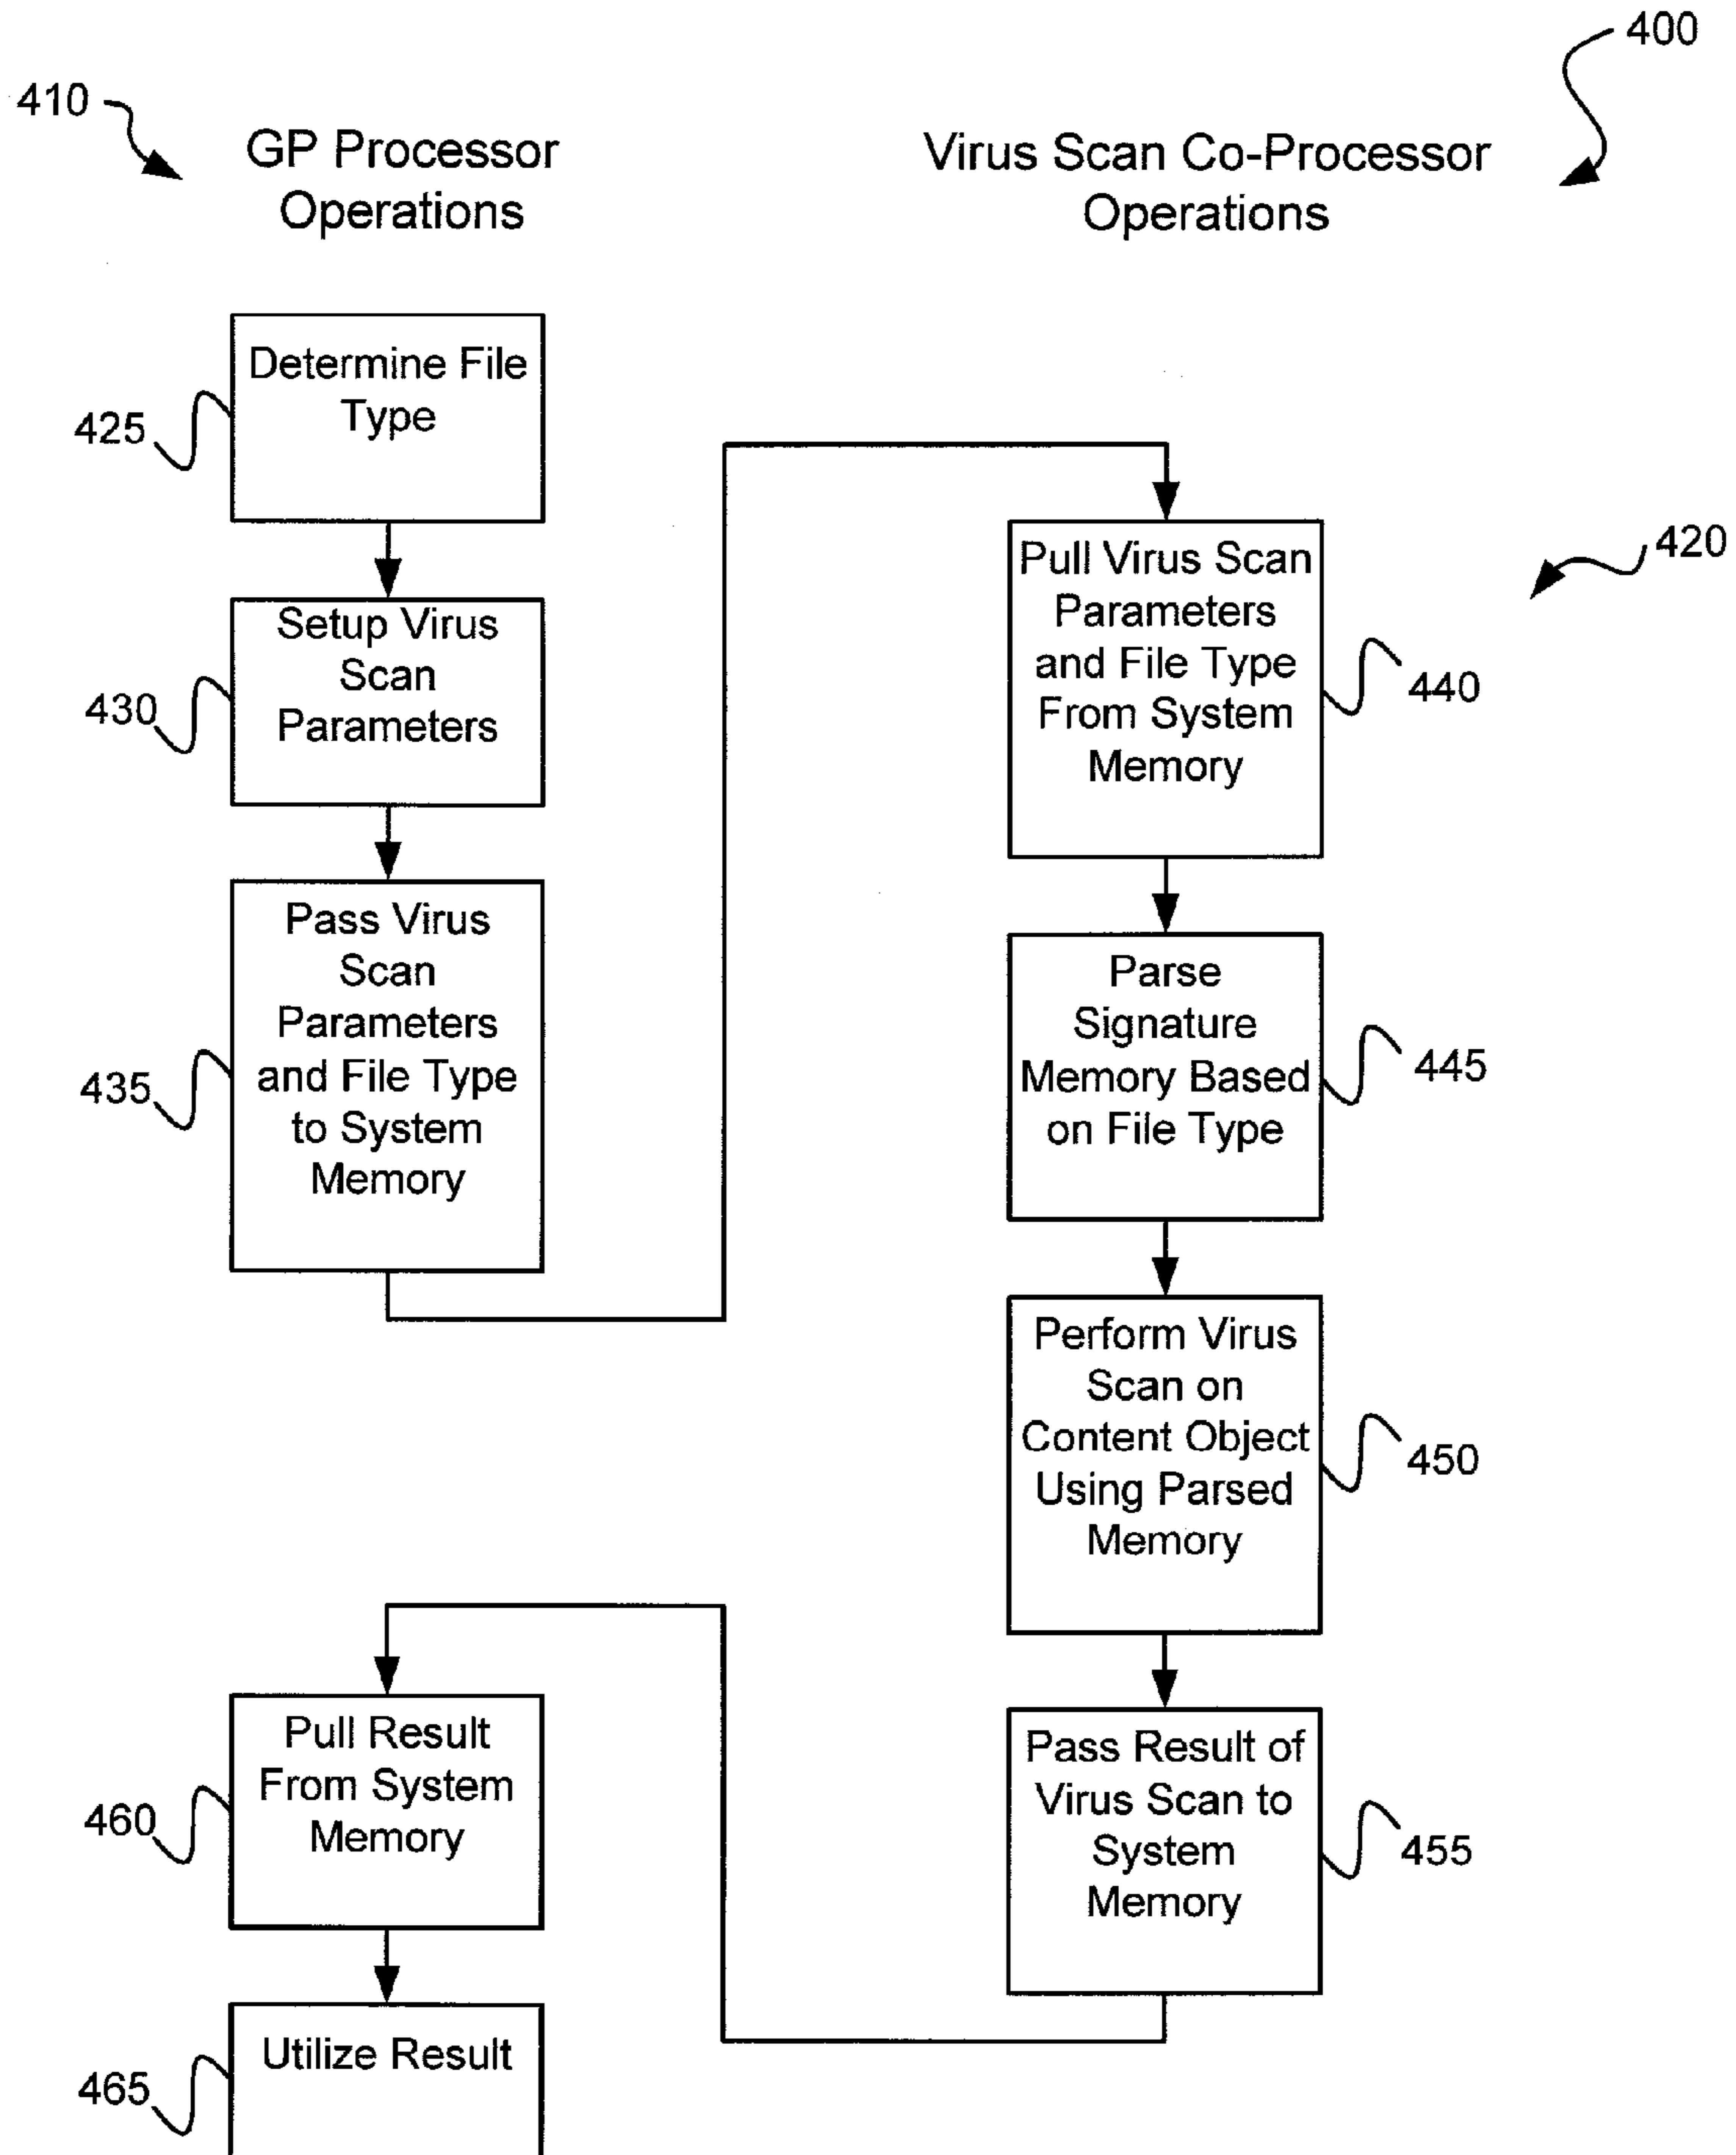 400
410
GP Processor
Operations
Virus Scan Co-Processor
Operations
Determine File
Type
425
Setup Virus
Scan
Parameters
430
Pass Virus
Scan
Parameters
and File Type
to System
Memory
435
420
Pull Virus Scan
Parameters
and File Type
From System
Memory
440
Parse
Signature
Memory Based
on File Type
445
Perform Virus
Scan on
Content Object
Using Parsed
Memory
450
Pass Result of
Virus Scan to
System
Memory
455
Pull Result
From System
Memory
460
Utilize Result
465